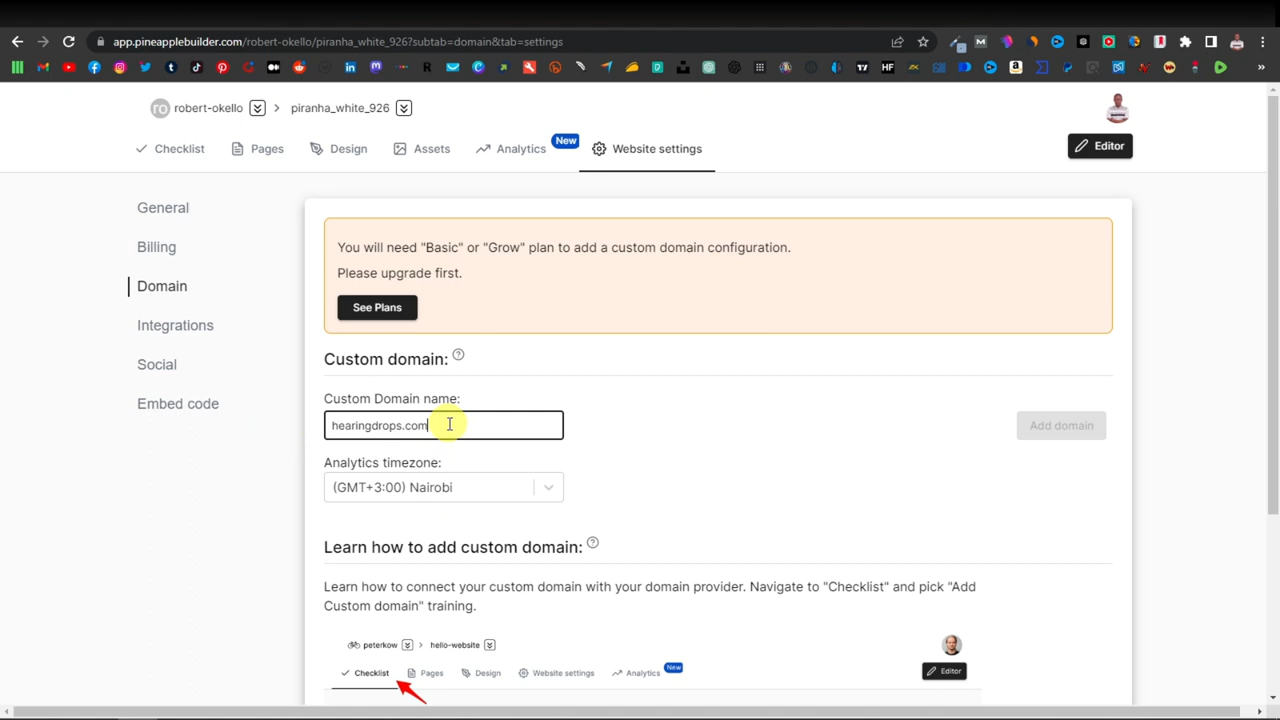 app.pineapplebuilder.com/robert-okello/piranha_white_926?subtab=domain&tab=settings
ro robert-okello > piranha_white_926
Checklist Pages Design Assets Analytics New Website settings Editor
General
Billing
Domain
Integrations
Social
Embed code
You will need "Basic" or "Grow" plan to add a custom domain configuration.
Please upgrade first.
See Plans
Custom domain:
Custom Domain name:
hearingdrops.com
Add domain
Analytics timezone:
(GMT+3:00) Nairobi
Learn how to add custom domain:
Learn how to connect your custom domain with your domain provider. Navigate to "Checklist" and pick "Add
Custom domain" training.
peterkow > hello-website
Checklist Pages Design Website settings Analytics New Editor